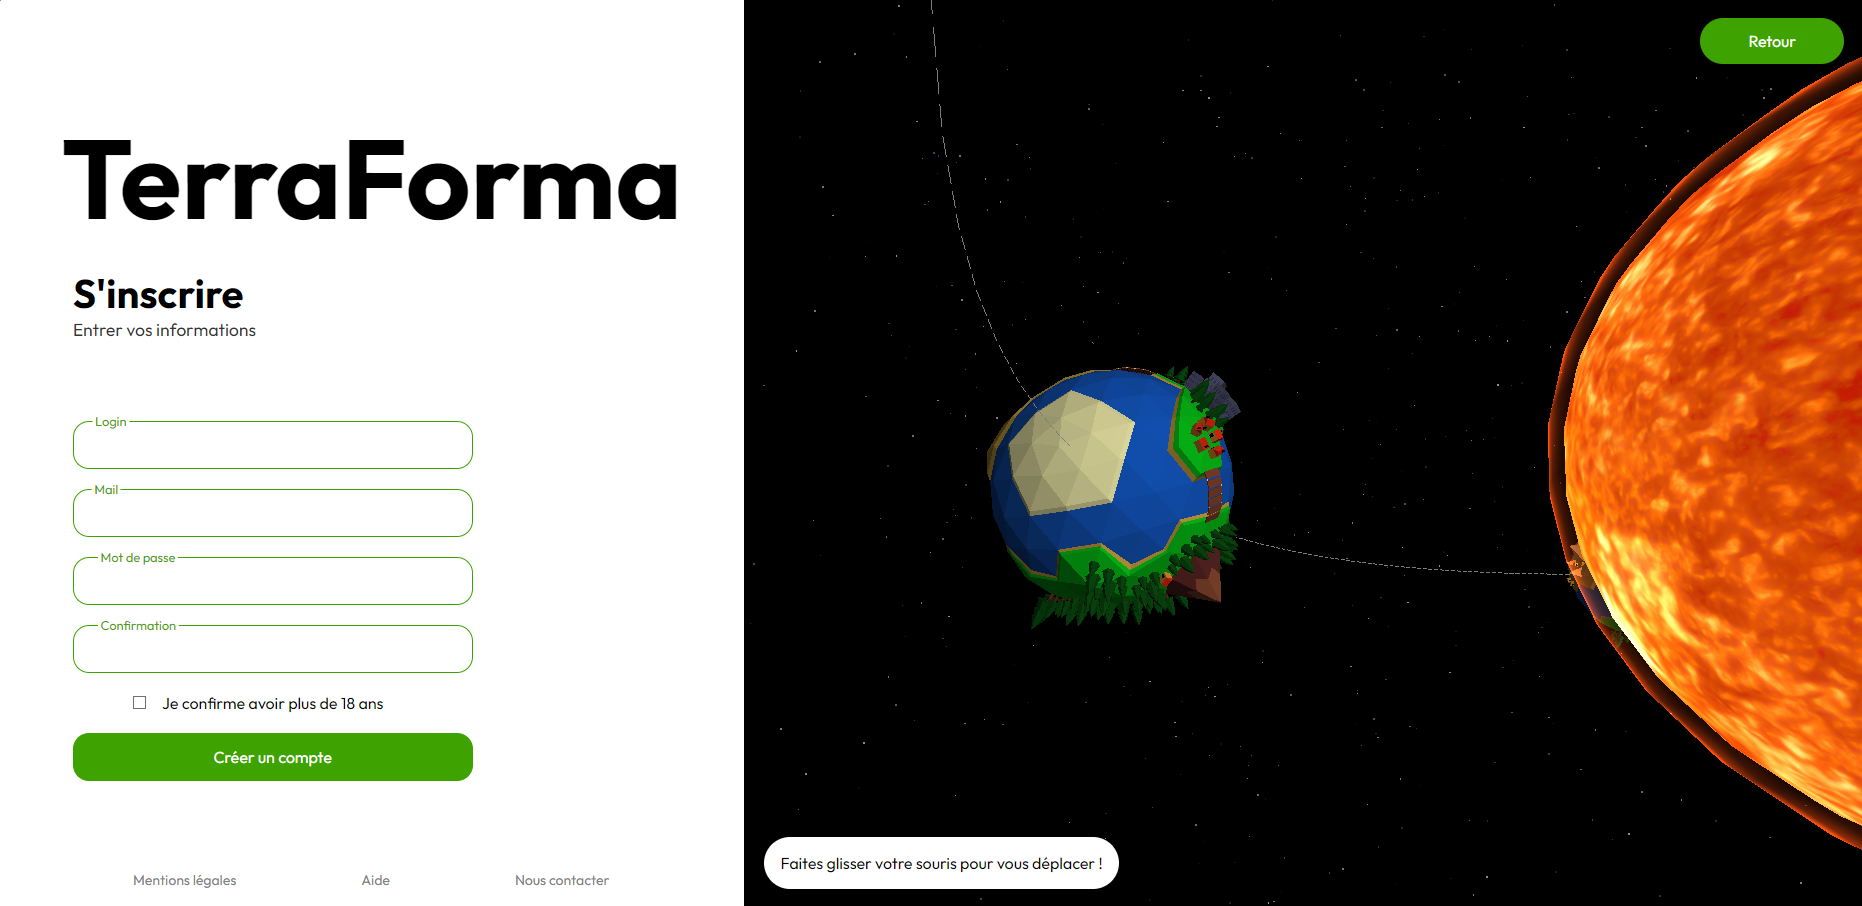 TerraForma
S'inscrire
Entrer vos informations
Login
Mail
Mot de passe
Confirmation
Je confirme avoir plus de 18 ans
Créer un compte
Mentions légales
Aide
Nous contacter
Retour
Faites glisser votre souris pour vous déplacer !